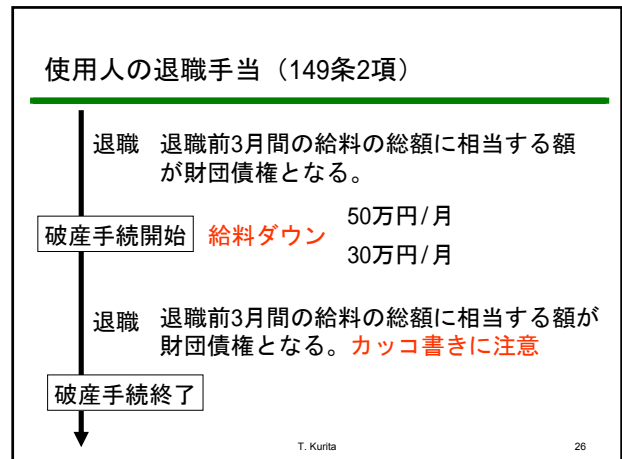 使用人の退職手当（149条2項）
退職 退職前3月間の給料の総額に相当する額
が財団債権となる。
破産手続開始 給料ダウン 50万円/月
30万円/月
退職 退職前3月間の給料の総額に相当する額が
財団債権となる。カッコ書きに注意
破産手続終了
T. Kurita 26